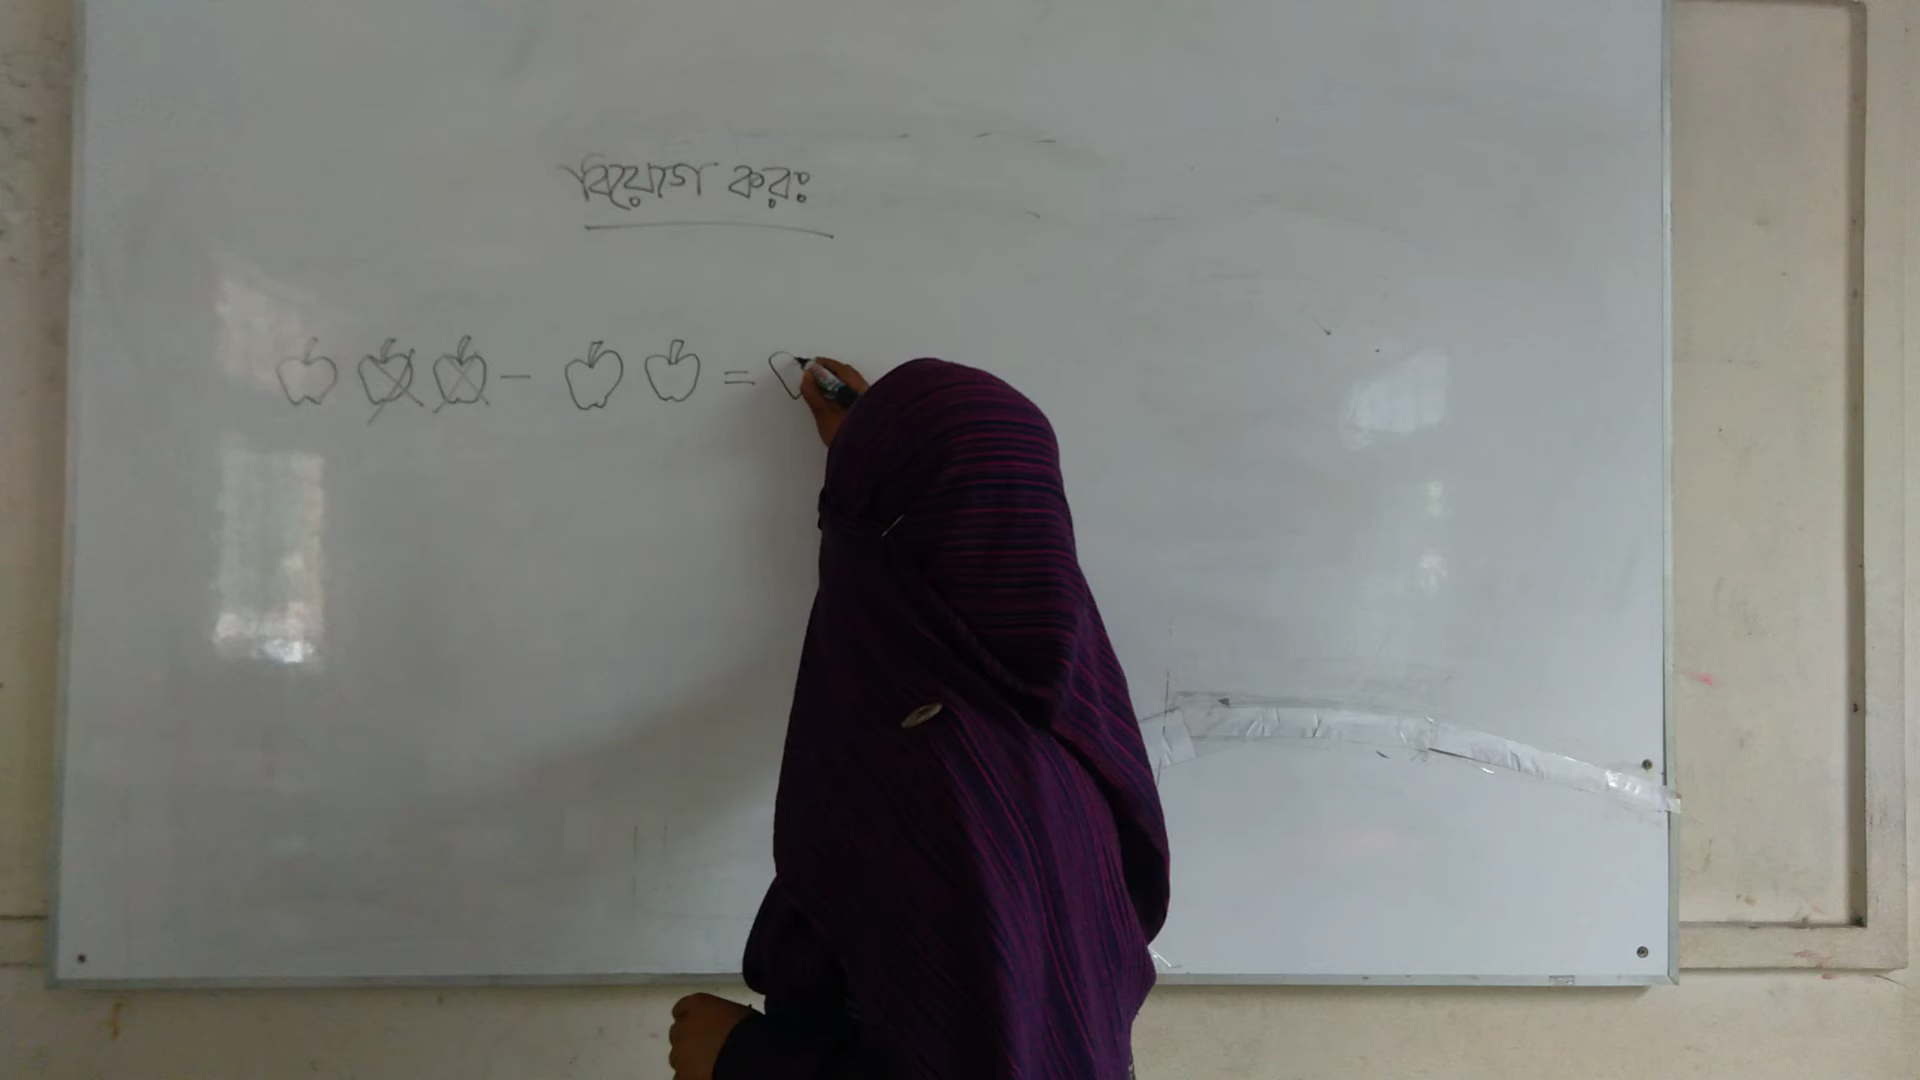 বিয়োগ করঃ
- =